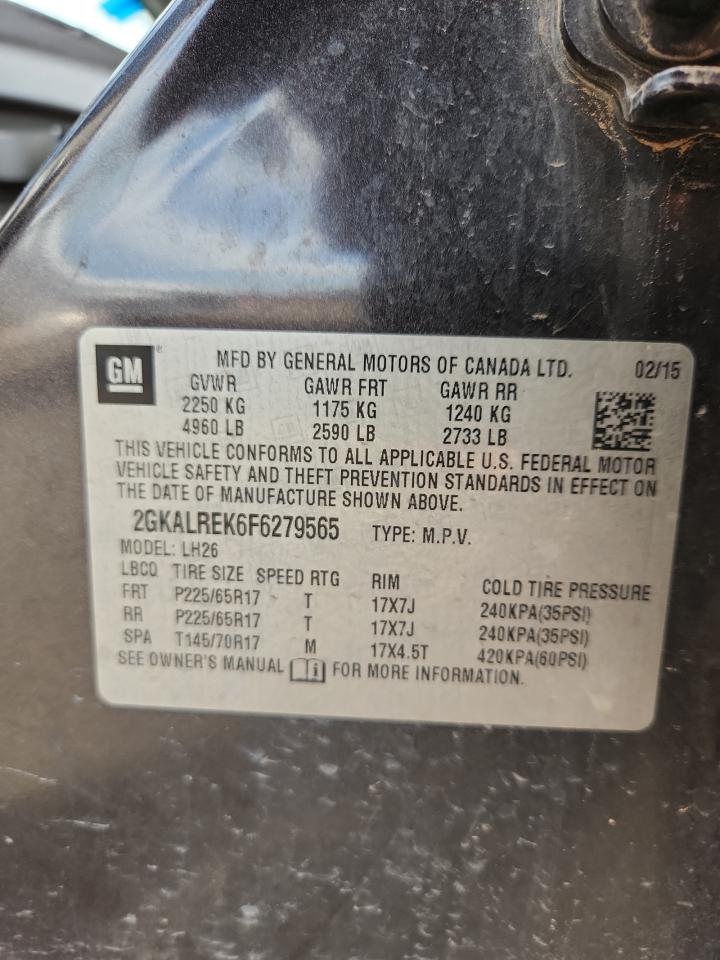 GM
MFD BY GENERAL MOTORS OF CANADA LTD. 02/15
GVWR GAWR FRT GAWR RR
2250 KG 1175 KG 1240 KG
4960 LB 2590 LB 2733 LB
THIS VEHICLE CONFORMS TO ALL APPLICABLE U.S. FEDERAL MOTOR
VEHICLE SAFETY AND THEFT PREVENTION STANDARDS IN EFFECT ON
THE DATE OF MANUFACTURE SHOWN ABOVE.
2GKALREK6F6279565 TYPE: M.P.V.
MODEL: LH26
LBCQ TIRE SIZE SPEED RTG RIM COLD TIRE PRESSURE
FRT P225/65R17 T 17X7J 240KPA(35PSI)
RR P225/65R17 T 17X7J 240KPA(35PSI)
SPA T145/70R17 M 17X4.5T 420KPA(60PSI)
SEE OWNER'S MANUAL FOR MORE INFORMATION.